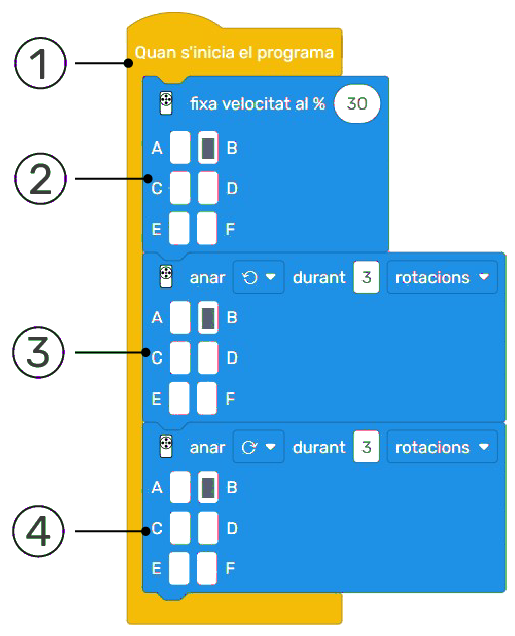 1
Quan s'inicia el programa
fixa velocitat al % 30
A B
2
C D
E F
anar durant 3 rotacions
A B
3
C D
E F
anar durant 3 rotacions
A B
4
C D
E F